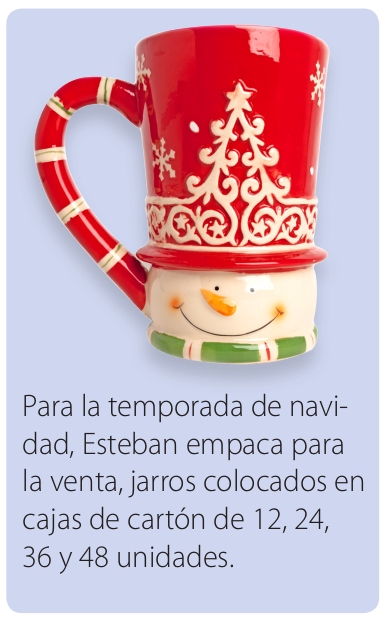 Para la temporada de navi-
dad, Esteban empaca para
la venta, jarros colocados en
cajas de cartón de 12, 24,
36 y 48 unidades.